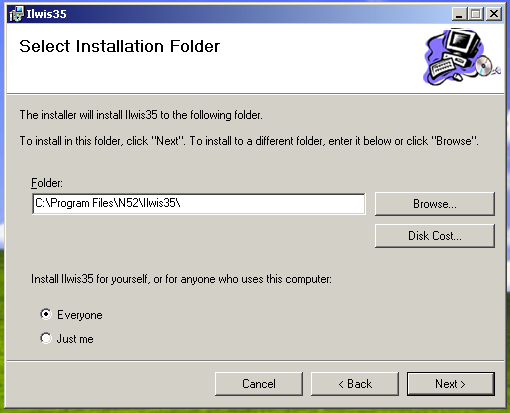 Ilwis35
Select Installation Folder
The installer will install Ilwis35 to the following folder.
To install in this folder, click "Next". To install to a different folder, enter it below or click "Browse".
Folder:
C:\Program Files\N52\Ilwis35\
Browse...
Disk Cost...
Install Ilwis35 for yourself, or for anyone who uses this computer:
Everyone
Just me
Cancel
< Back
Next >